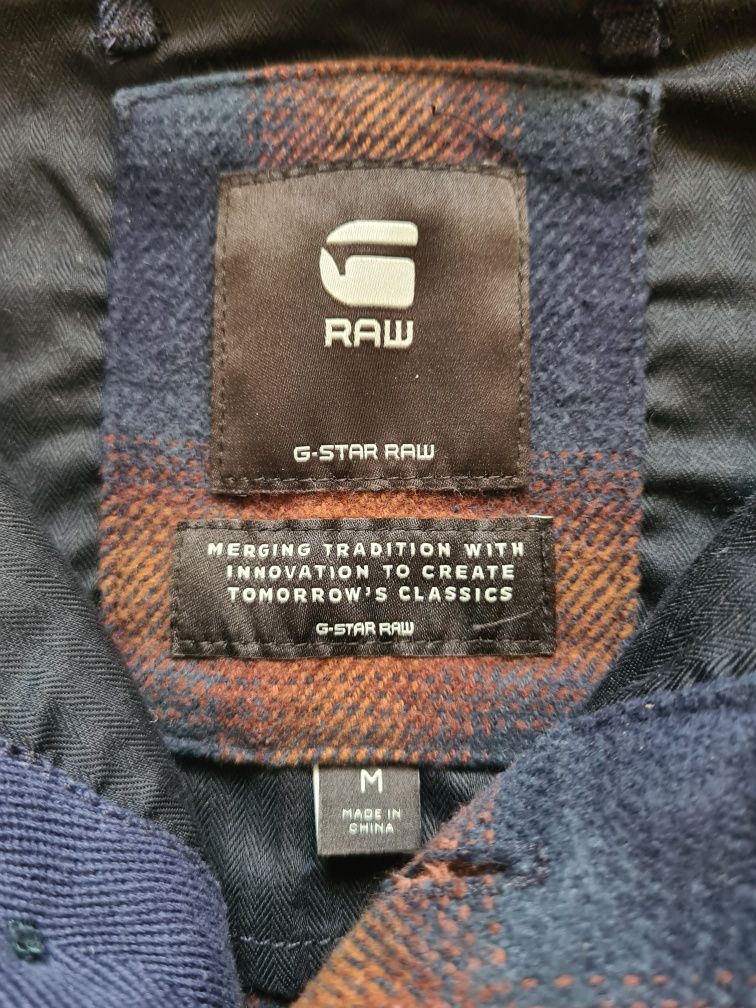 RAW
G-STAR RAW
MERGING TRADITION WITH
INNOVATION TO CREATE
TOMORROW'S CLASSICS
G-STAR RAW
M
MADE IN
CHINA